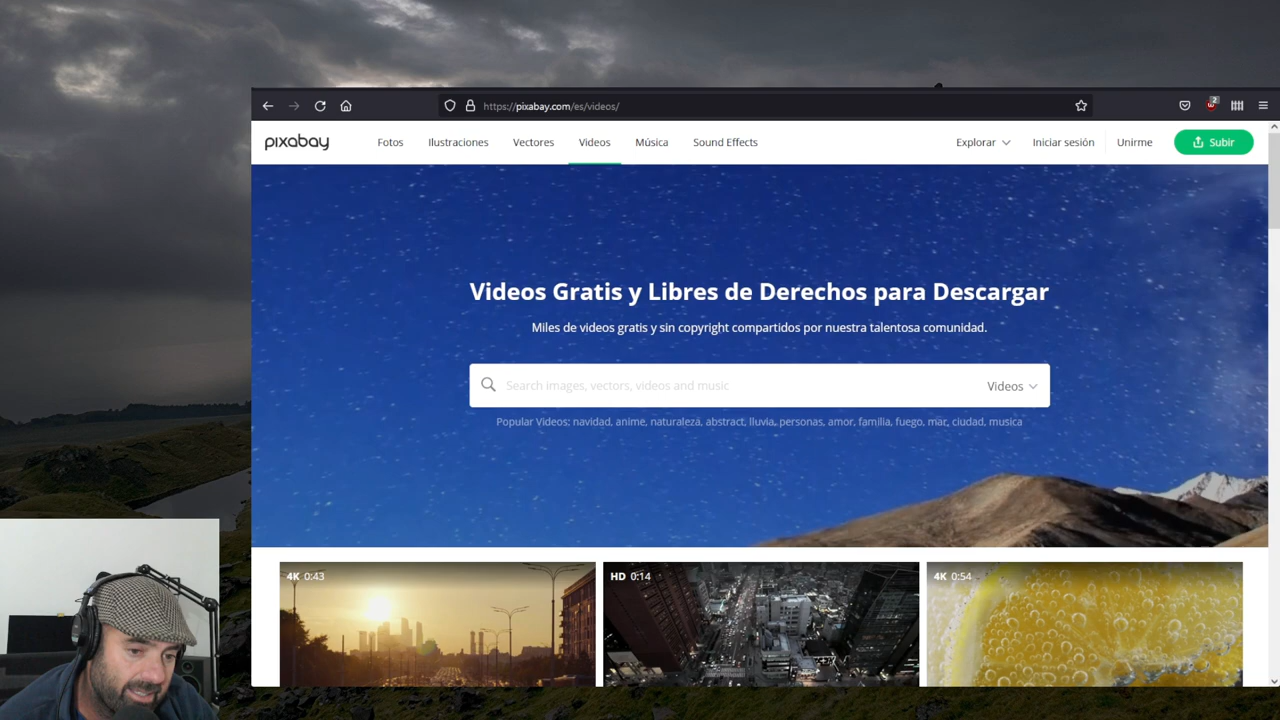 https://pixabay.com/es/videos/
2
pixabay
Fotos
Ilustraciones
Vectores
Videos
Música
Sound Effects
Explorar
Iniciar sesión
Unirme
Subir
Videos Gratis y Libres de Derechos para Descargar
Miles de videos gratis y sin copyright compartidos por nuestra talentosa comunidad.
Search images, vectors, videos and music
Videos
Popular Videos: navidad, anime, naturaleza, abstract, lluvia, personas, amor, familia, fuego, mar, ciudad, musica
4K 0:43
HD 0:14
4K 0:54